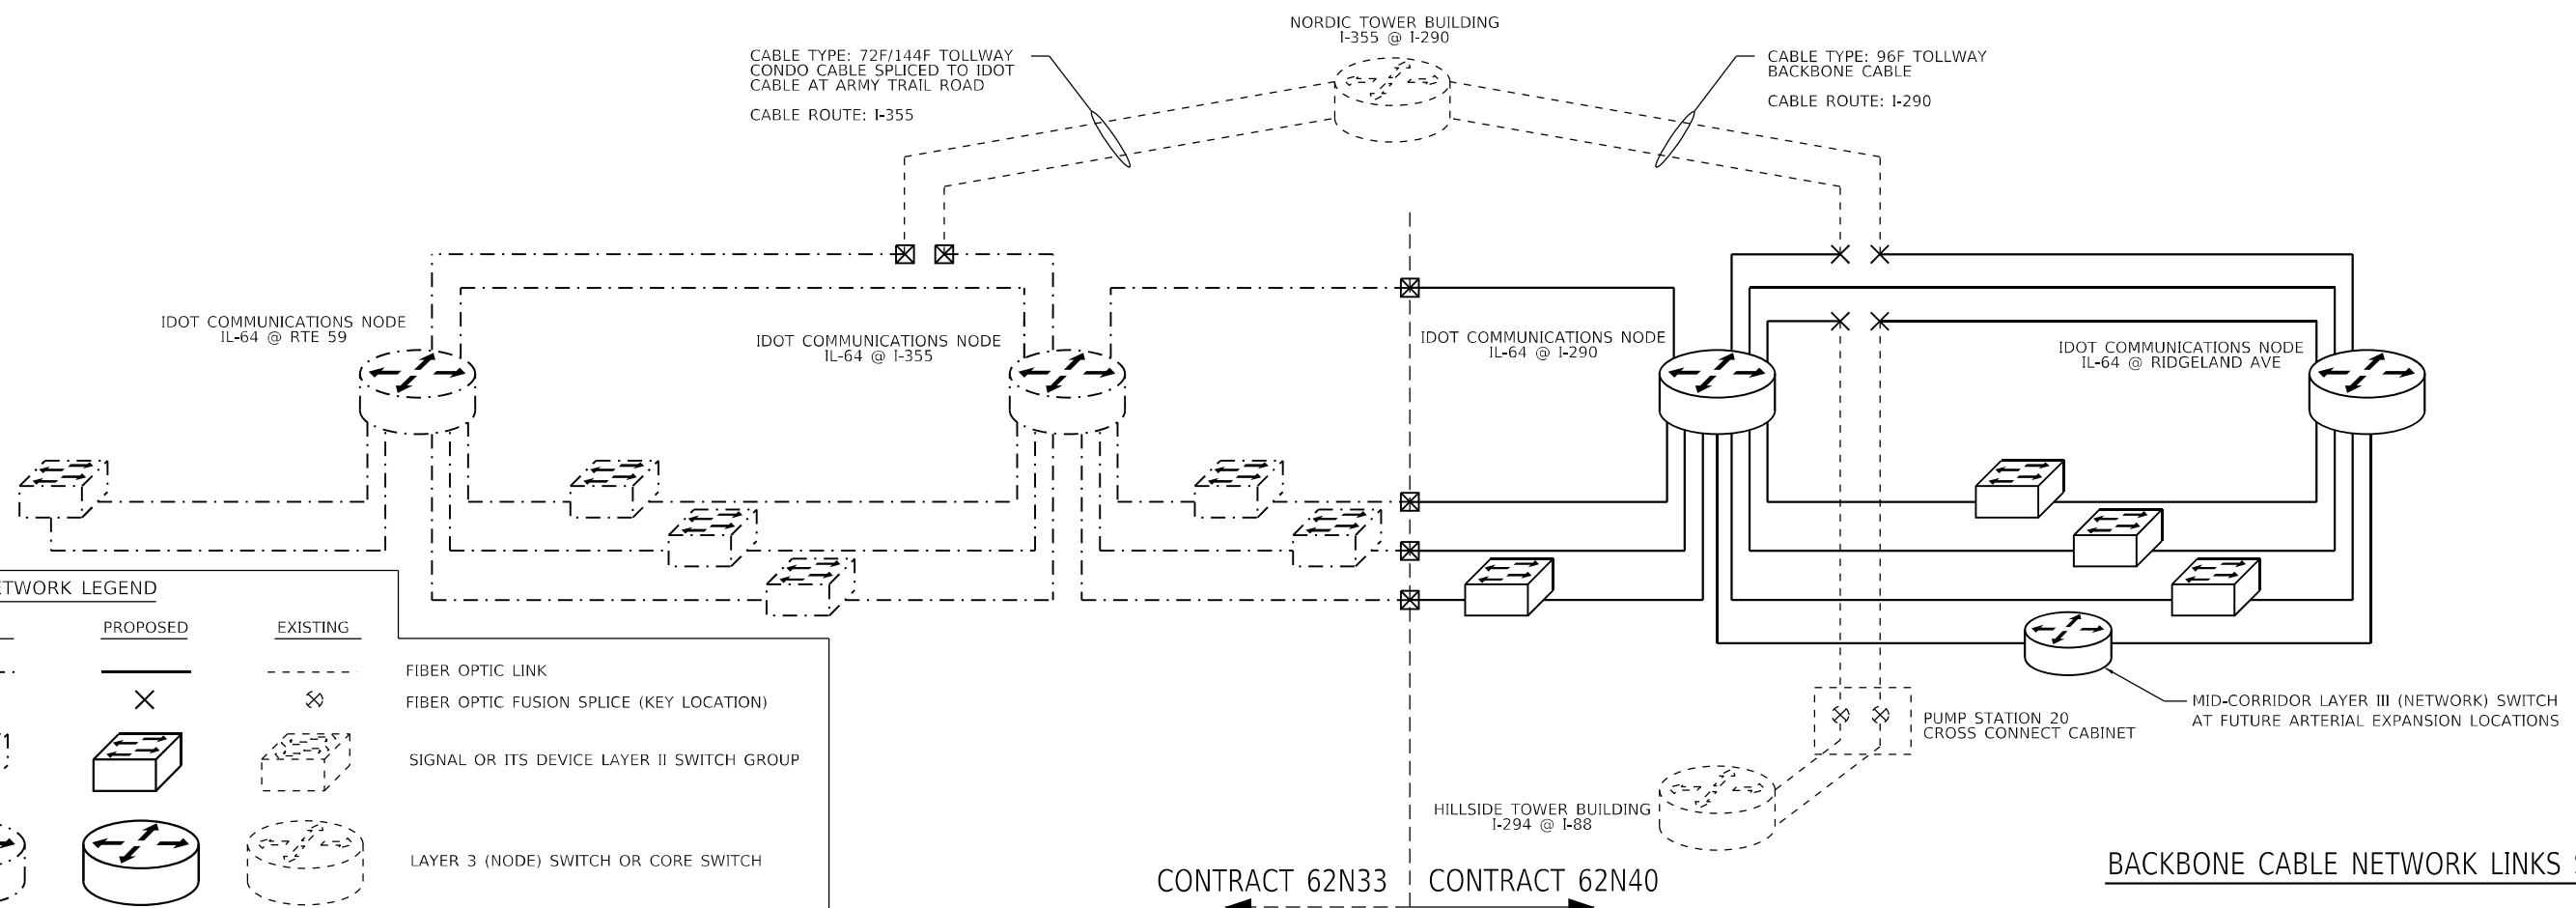 NORDIC TOWER BUILDING
I-355 @ I-290
CABLE TYPE: 72F/144F TOLLWAY
CONDO CABLE SPLICED TO IDOT
CABLE AT ARMY TRAIL ROAD
CABLE ROUTE: I-355
CABLE TYPE: 96F TOLLWAY
BACKBONE CABLE
CABLE ROUTE: I-290
IDOT COMMUNICATIONS NODE
IL-64 @ RTE 59
IDOT COMMUNICATIONS NODE
IL-64 @ I-355
IDOT COMMUNICATIONS NODE
IL-64 @ I-290
IDOT COMMUNICATIONS NODE
IL-64 @ RIDGELAND AVE
LEGEND
PROPOSED
EXISTING
FIBER OPTIC LINK
FIBER OPTIC FUSION SPLICE (KEY LOCATION)
SIGNAL OR ITS DEVICE LAYER II SWITCH GROUP
LAYER 3 (NODE) SWITCH OR CORE SWITCH
MID-CORRIDOR LAYER III (NETWORK) SWITCH
AT FUTURE ARTERIAL EXPANSION LOCATIONS
PUMP STATION 20
CROSS CONNECT CABINET
HILLSIDE TOWER BUILDING
I-294 @ I-88
CONTRACT 62N33
CONTRACT 62N40
BACKBONE CABLE NETWORK LINKS